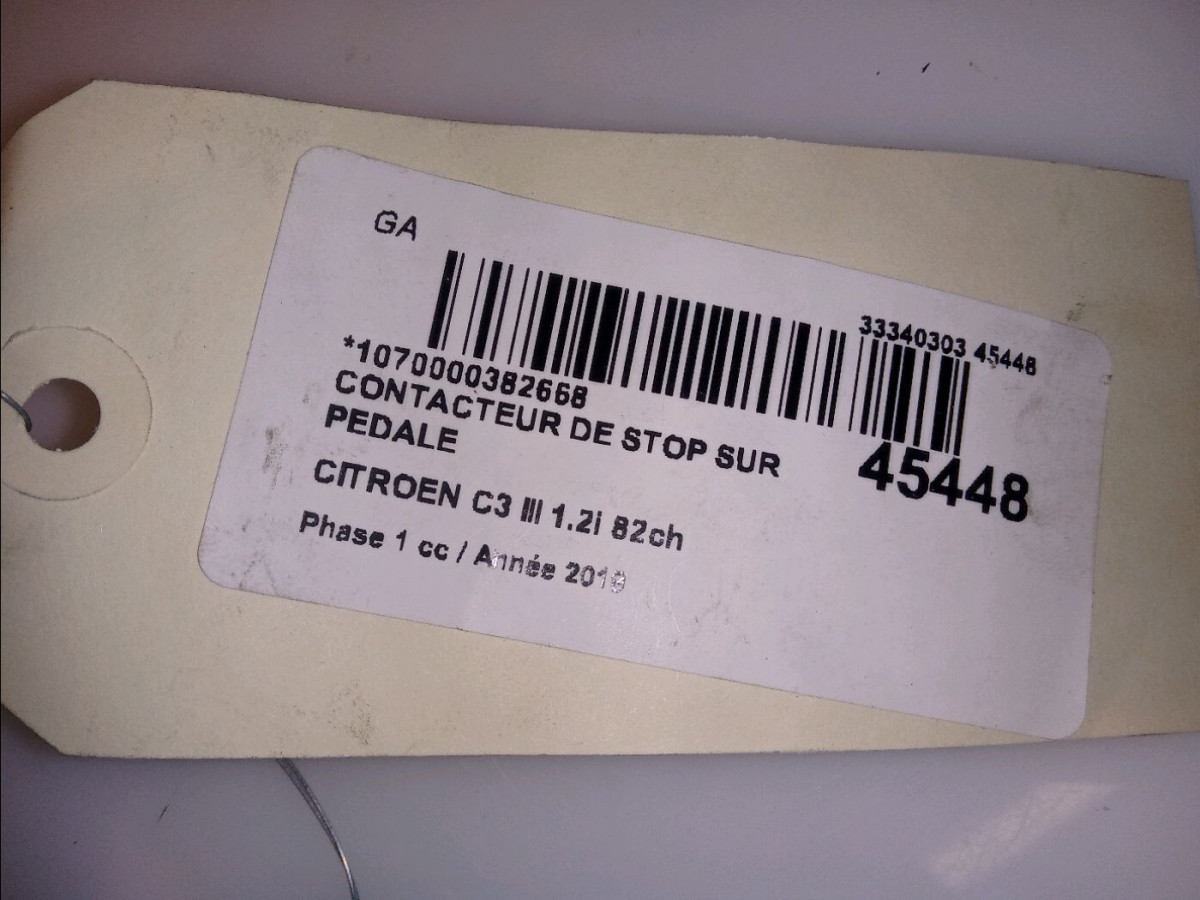 GA
33340303 45448
*1070000382668
CONTACTEUR DE STOP SUR
PEDALE
45448
CITROEN C3 III 1.2i 82ch
Phase 1 cc / Année 2019